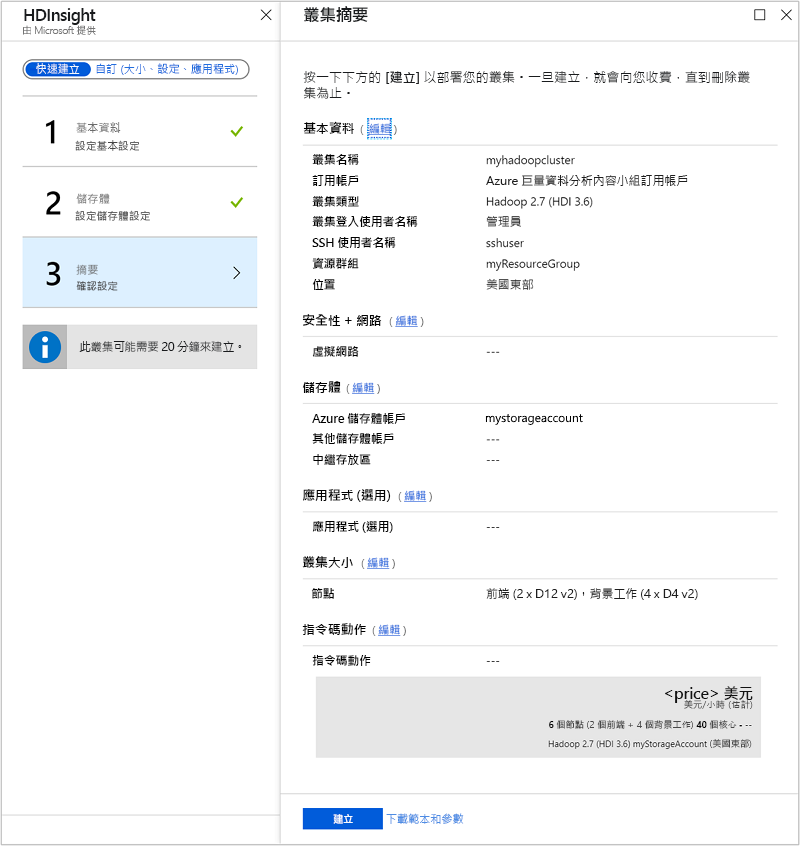 HDInsight
由 Microsoft 提供
快速建立 自訂 (大小、設定、應用程式)
1 基本資料
設定基本設定
2 儲存體
設定儲存體設定
3 摘要
確認設定
此叢集可能需要 20 分鐘來建立。
叢集摘要
按一下下方的 [建立] 以部署您的叢集。一旦建立，就會向您收費，直到刪除叢
集為止。
基本資料 (編輯)
叢集名稱 myhadoopcluster
訂用帳戶 Azure 巨量資料分析內容小組訂用帳戶
叢集類型 Hadoop 2.7 (HDI 3.6)
叢集登入使用者名稱 管理員
SSH 使用者名稱 sshuser
資源群組 myResourceGroup
位置 美國東部
安全性 + 網路 (編輯)
虛擬網路 ---
儲存體 (編輯)
Azure 儲存體帳戶 mystorageaccount
其他儲存體帳戶 ---
中繼存放區 ---
應用程式 (選用) (編輯)
應用程式 (選用) ---
叢集大小 (編輯)
節點 前端 (2 x D12 v2)，背景工作 (4 x D4 v2)
指令碼動作 (編輯)
指令碼動作 ---
<price> 美元
美元/小時 (估計)
6 個節點 (2 個前端 + 4 個背景工作) 40 個核心 - --
Hadoop 2.7 (HDI 3.6) myStorageAccount (美國東部)
建立 下載範本和參數